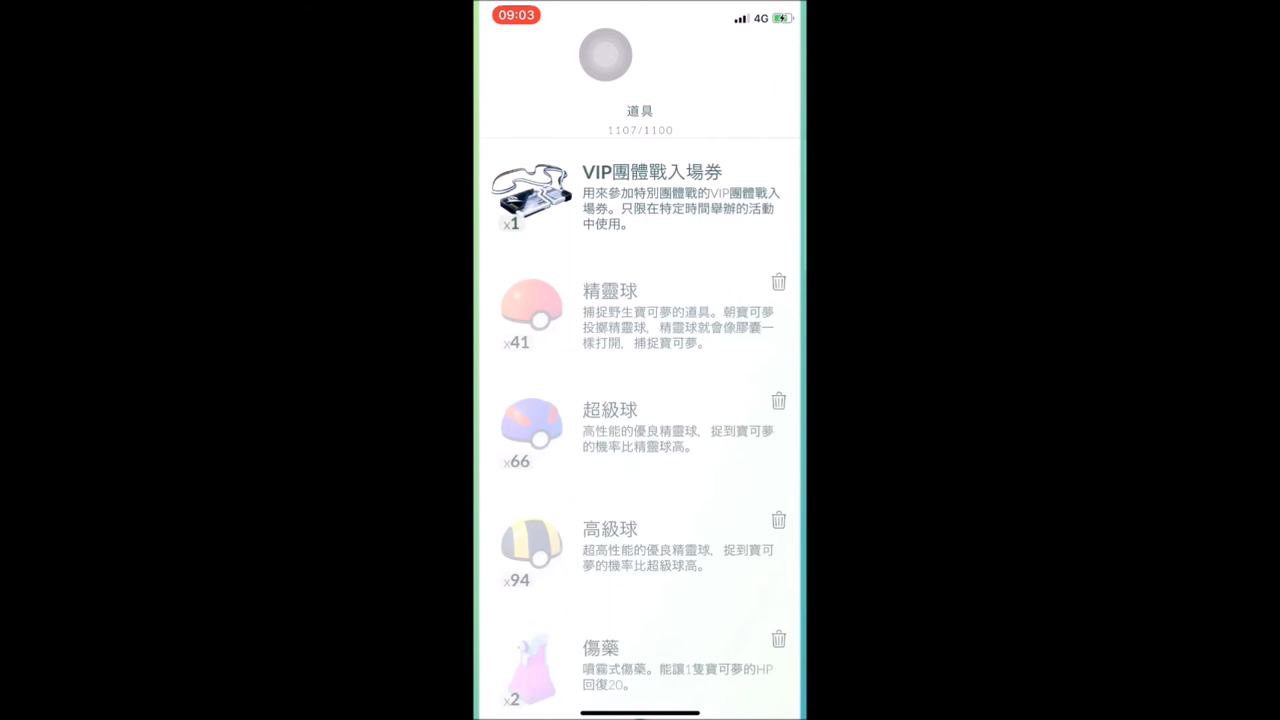 09:03
4G
道具
1107/1100
VIP團體戰入場券
用來參加特別團體戰的VIP團體戰入
場券。只限在特定時間舉辦的活動
中使用。
x1
精靈球
捕捉野生寶可夢的道具。朝寶可夢
投擲精靈球，精靈球就會像膠囊一
樣打開，捕捉寶可夢。
x41
超級球
高性能的優良精靈球，捉到寶可夢
的機率比精靈球高。
x66
高級球
超高性能的優良精靈球，捉到寶可
夢的機率比超級球高。
x94
傷藥
噴霧式傷藥。能讓1隻寶可夢的HP
回復20。
x2